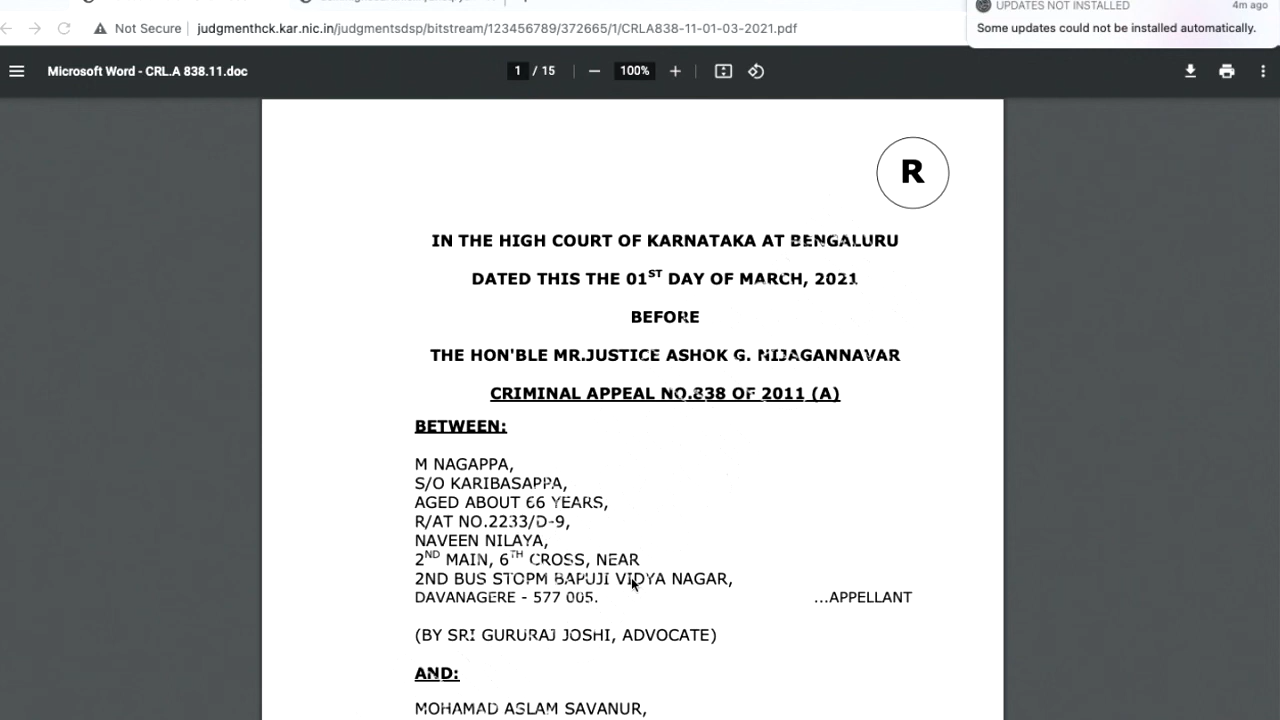 UPDATES NOT INSTALLED 4m ago
Some updates could not be installed automatically.
Not Secure judgmenthck.kar.nic.in/judgmentsdsp/bitstream/123456789/372665/1/CRLA838-11-01-03-2021.pdf
Microsoft Word - CRL.A 838.11.doc 1 / 15 100%
R
IN THE HIGH COURT OF KARNATAKA AT BENGALURU
DATED THIS THE 01ST DAY OF MARCH, 2021
BEFORE
THE HON'BLE MR.JUSTICE ASHOK G. NIJAGANNAVAR
CRIMINAL APPEAL NO.838 OF 2011 (A)
BETWEEN:
M NAGAPPA,
S/O KARIBASAPPA,
AGED ABOUT 66 YEARS,
R/AT NO.2233/D-9,
NAVEEN NILAYA,
2ND MAIN, 6TH CROSS, NEAR
2ND BUS STOPM BAPUJI VIDYA NAGAR,
DAVANAGERE - 577 005. ...APPELLANT
(BY SRI GURURAJ JOSHI, ADVOCATE)
AND:
MOHAMAD ASLAM SAVANUR,